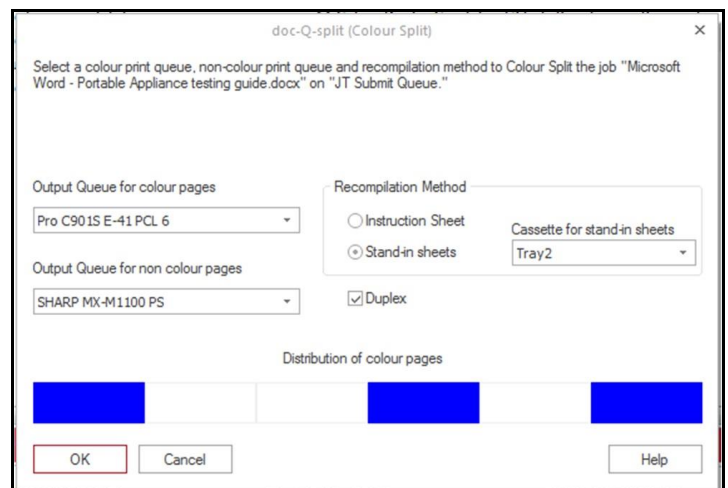 doc-Q-split (Colour Split)
Select a colour print queue, non-colour print queue and recompilation method to Colour Split the job "Microsoft
Word - Portable Appliance testing guide.docx" on "JT Submit Queue."
Output Queue for colour pages
Pro C901S E-41 PCL 6
Output Queue for non colour pages
SHARP MX-M1100 PS
Recompilation Method
Instruction Sheet
Stand-in sheets
Cassette for stand-in sheets
Tray2
Duplex
Distribution of colour pages
OK
Cancel
Help